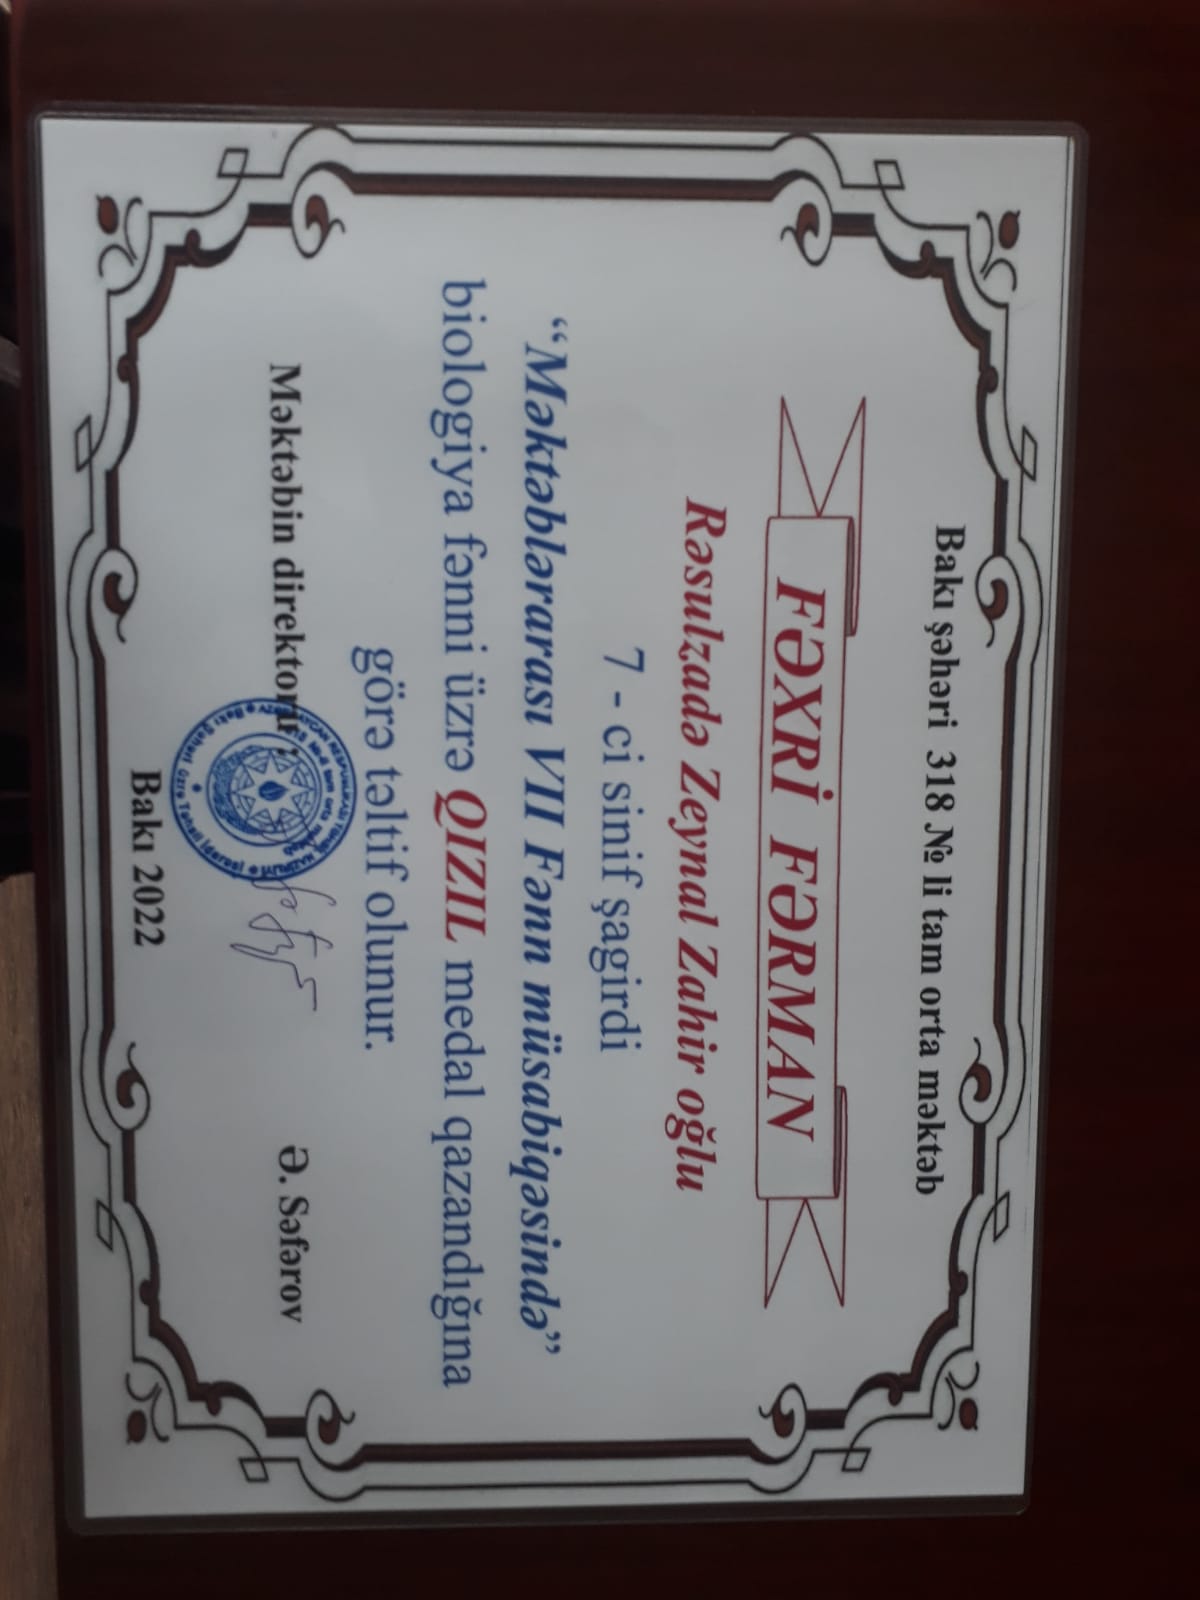 Bakı şəhəri 318 № li tam orta məktəb
FƏXRİ FƏRMAN
Rəsulzadə Zeynal Zahir oğlu
7 - ci sinif şagirdi
“Məktəblərarası VII Fənn müsabiqəsində”
biologiya fənni üzrə QIZIL medal qazandığına
görə təltif olunur.
Məktəbin direktoru: Ə. Səfərov
Bakı 2022